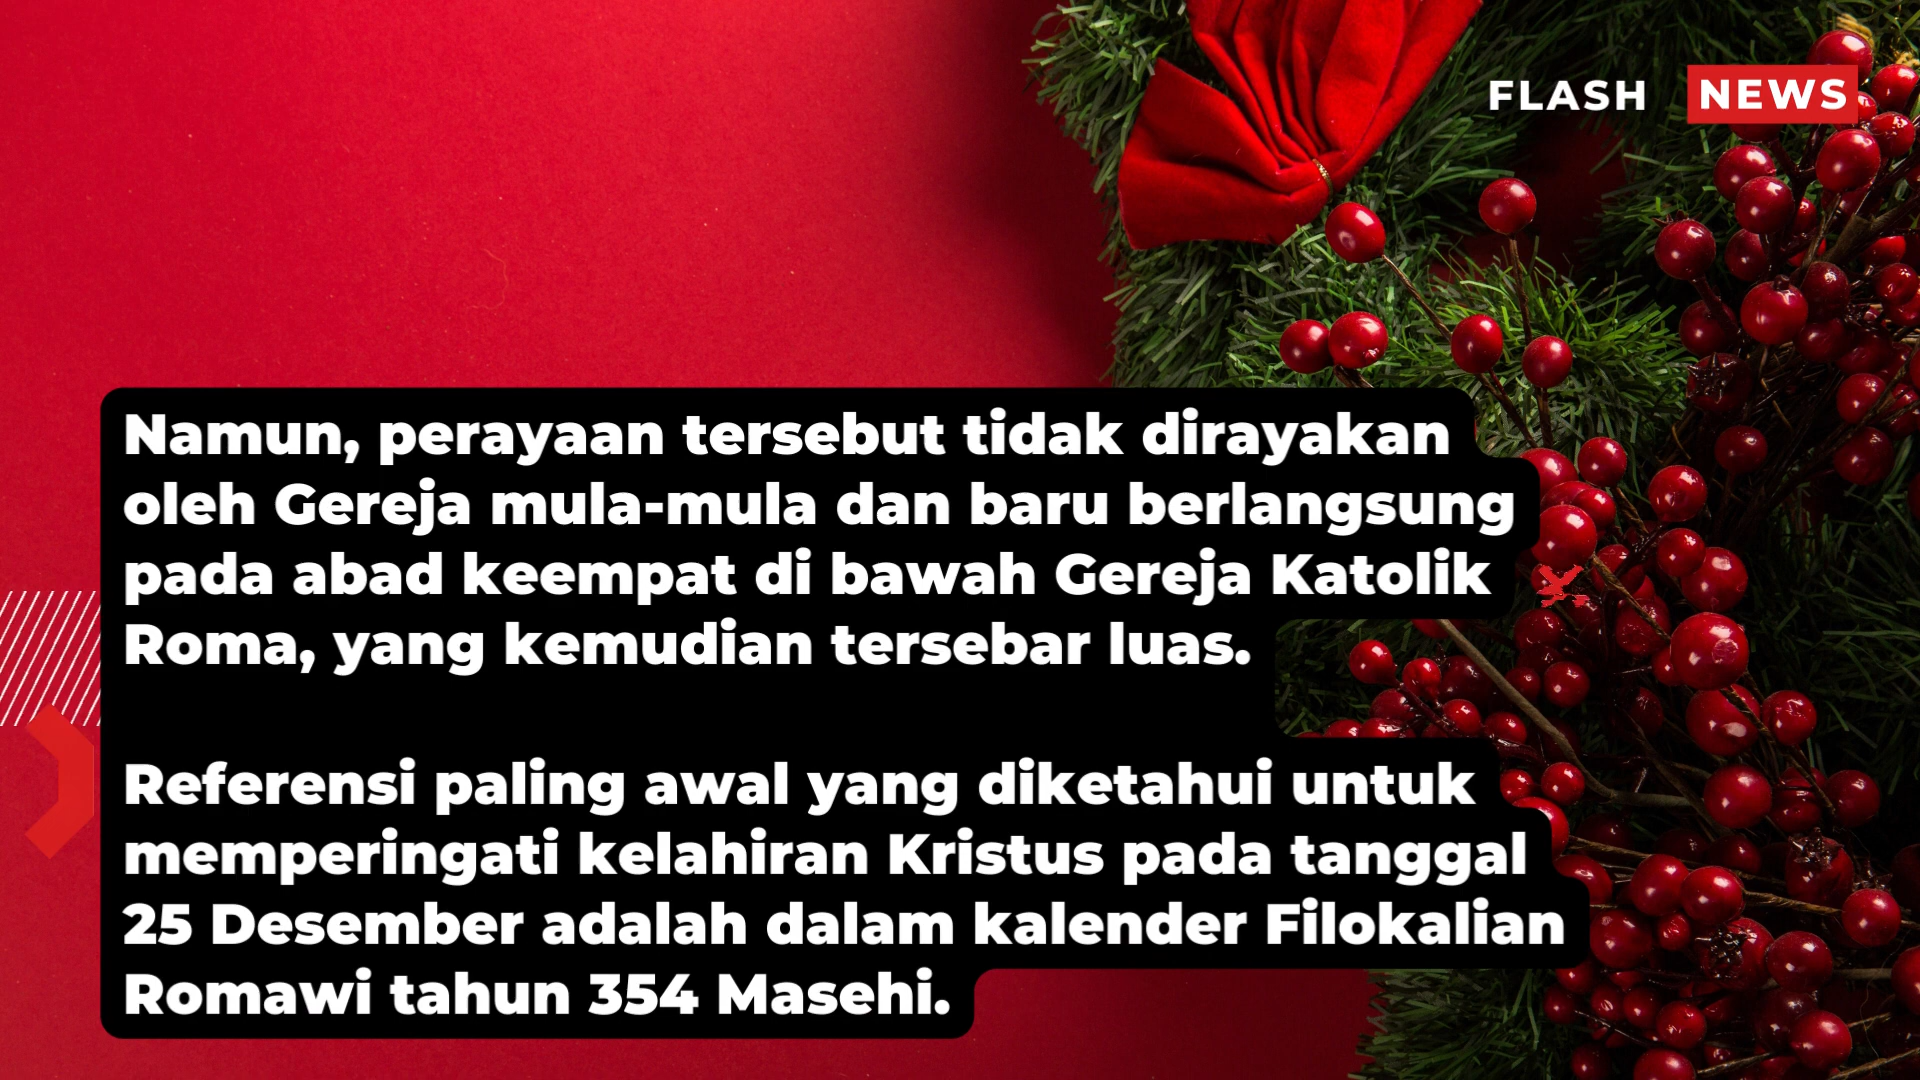 FLASH NEWS
Namun, perayaan tersebut tidak dirayakan
oleh Gereja mula-mula dan baru berlangsung
pada abad keempat di bawah Gereja Katolik
Roma, yang kemudian tersebar luas.
Referensi paling awal yang diketahui untuk
memperingati kelahiran Kristus pada tanggal
25 Desember adalah dalam kalender Filokalian
Romawi tahun 354 Masehi.